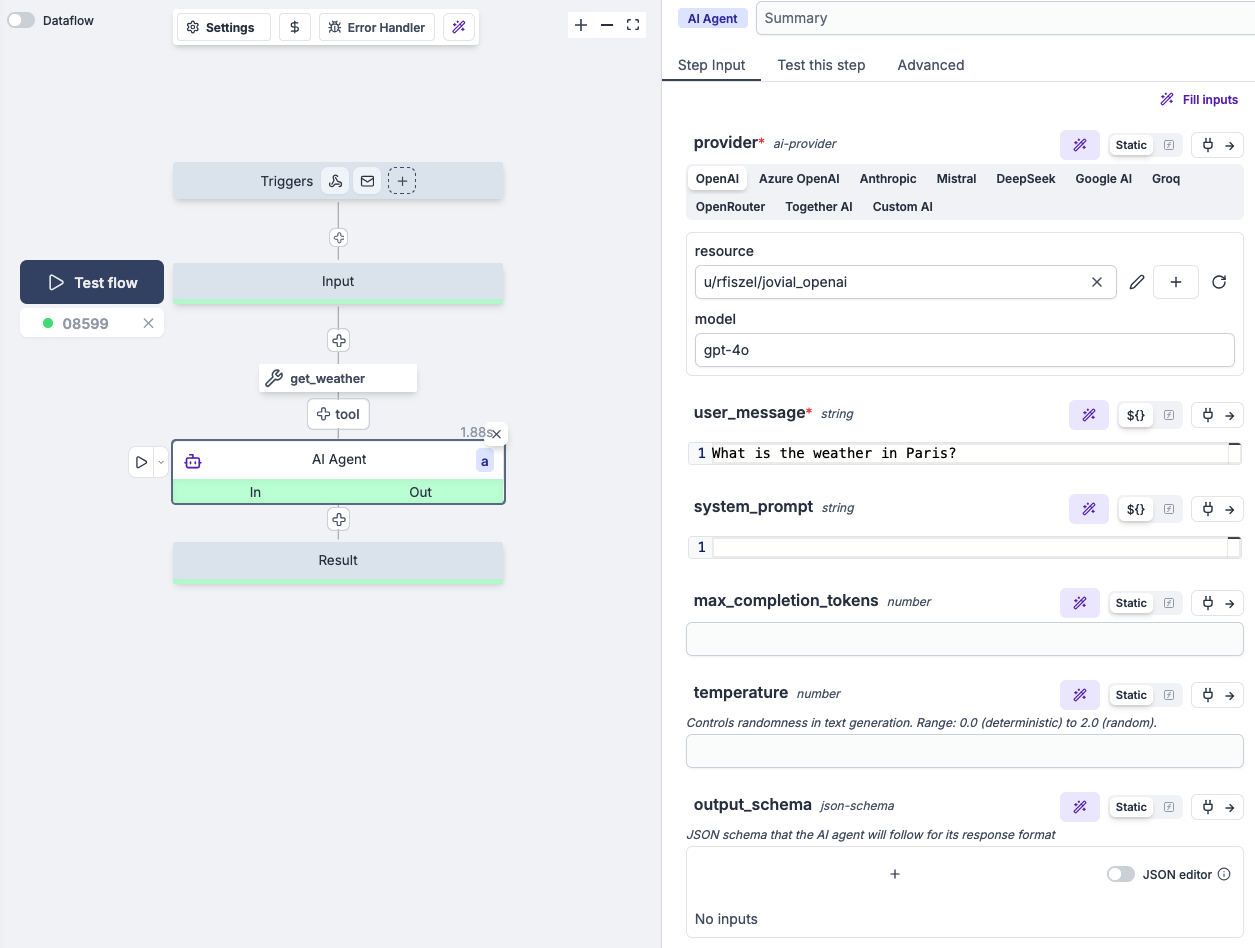 Dataflow
Settings
$
Error Handler
Triggers
Input
Test flow
08599
get_weather
tool
1.88s
AI Agent
a
In
Out
Result
AI Agent
Summary
Step Input
Test this step
Advanced
Fill inputs
provider* ai-provider
Static
OpenAI Azure OpenAI Anthropic Mistral DeepSeek Google AI Groq
OpenRouter Together AI Custom AI
resource
u/rfiszel/jovial_openai
model
gpt-4o
user_message* string
${}
1 What is the weather in Paris?
system_prompt string
${}
1
max_completion_tokens number
Static
temperature number
Static
Controls randomness in text generation. Range: 0.0 (deterministic) to 2.0 (random).
output_schema json-schema
Static
JSON schema that the AI agent will follow for its response format
JSON editor
No inputs